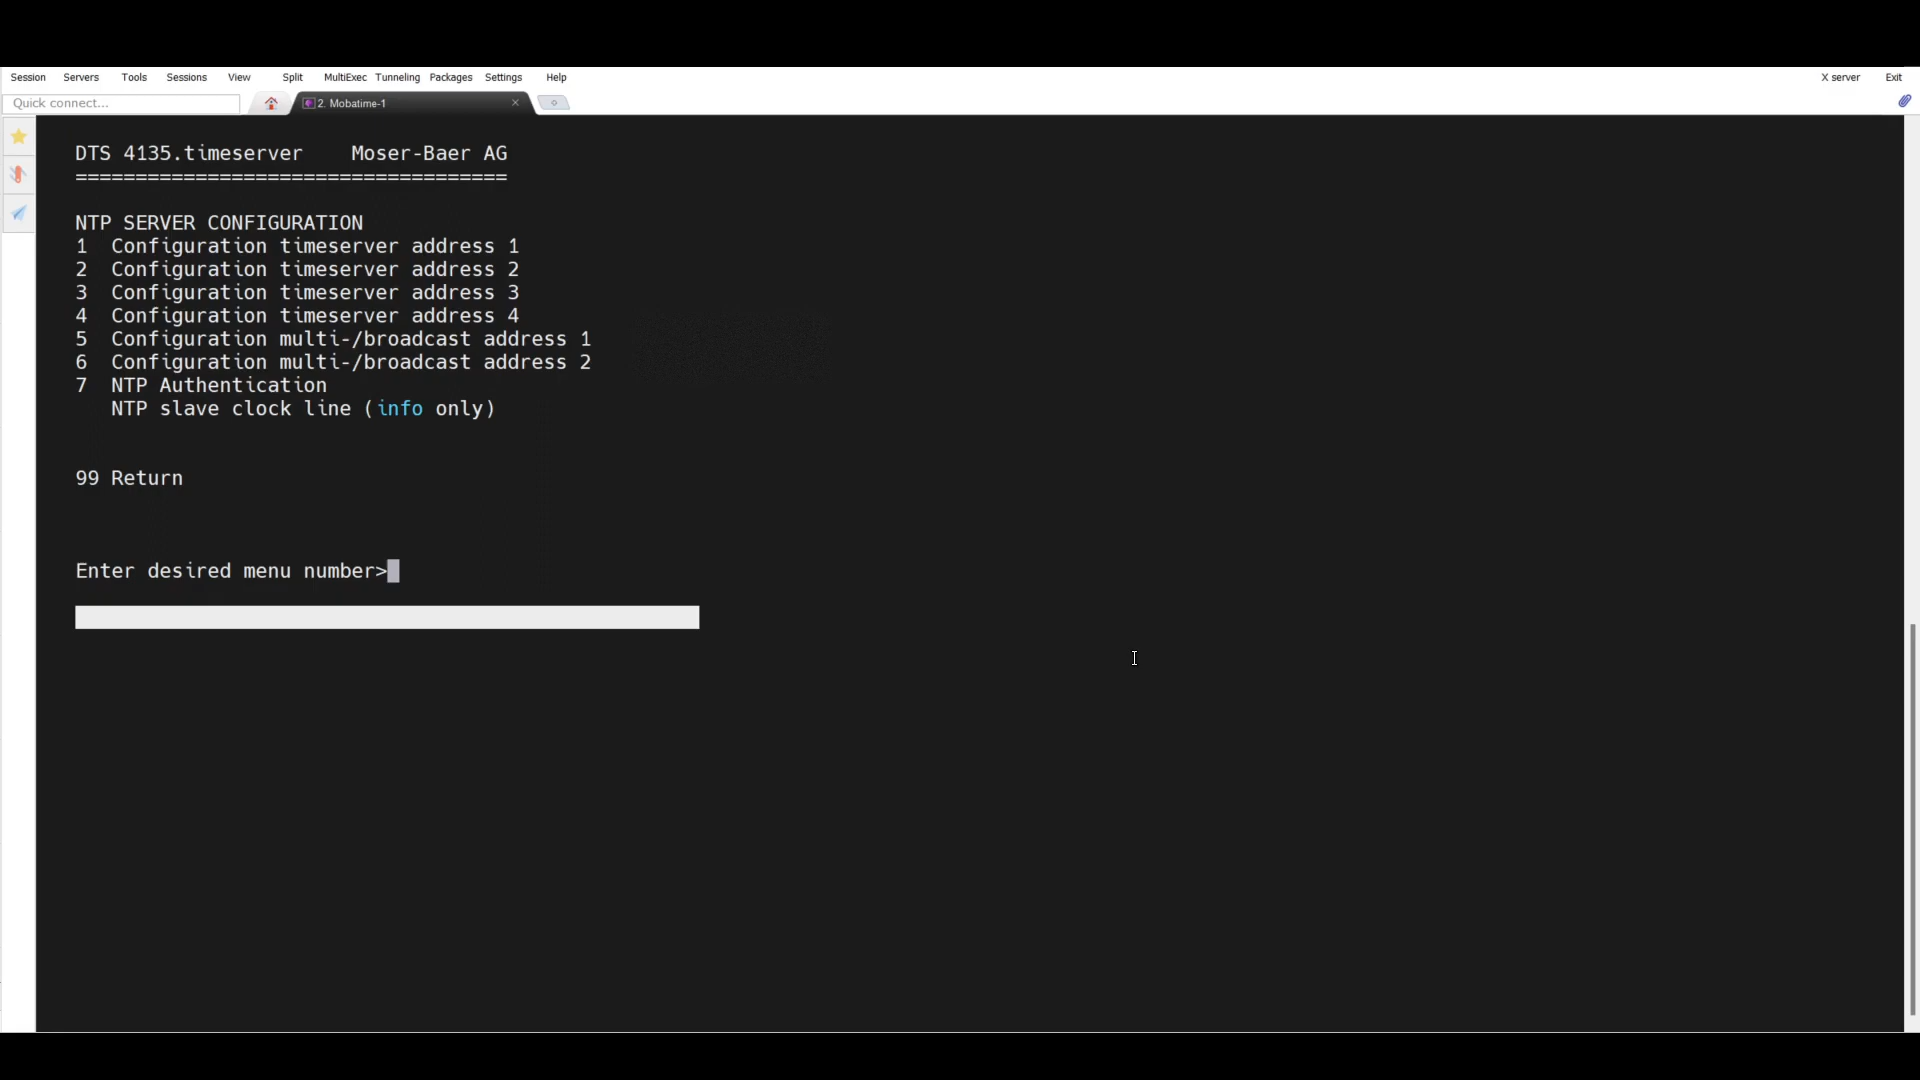 Session Servers Tools Sessions View Split MultiExec Tunneling Packages Settings Help X server Exit
Quick connect... 2. Mobatime-1
DTS 4135.timeserver    Moser-Baer AG
====================================
NTP SERVER CONFIGURATION
1  Configuration timeserver address 1
2  Configuration timeserver address 2
3  Configuration timeserver address 3
4  Configuration timeserver address 4
5  Configuration multi-/broadcast address 1
6  Configuration multi-/broadcast address 2
7  NTP Authentication
NTP slave clock line (info only)
99 Return
Enter desired menu number>